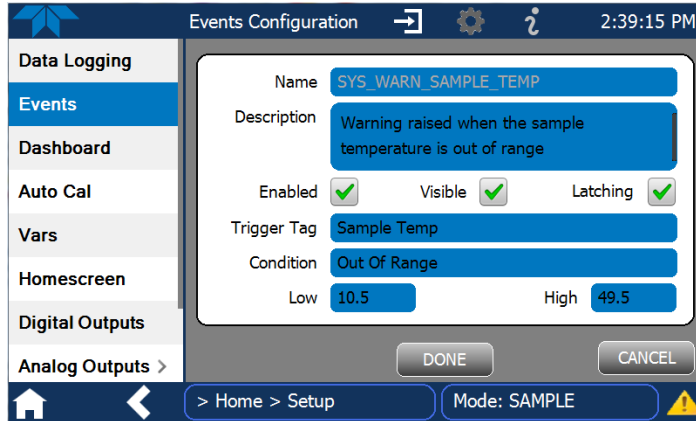 Events Configuration 2:39:15 PM
Data Logging
Events
Dashboard
Auto Cal
Vars
Homescreen
Digital Outputs
Analog Outputs >
Name SYS_WARN_SAMPLE_TEMP
Description Warning raised when the sample
temperature is out of range
Enabled Visible Latching
Trigger Tag Sample Temp
Condition Out Of Range
Low 10.5 High 49.5
DONE CANCEL
> Home > Setup Mode: SAMPLE